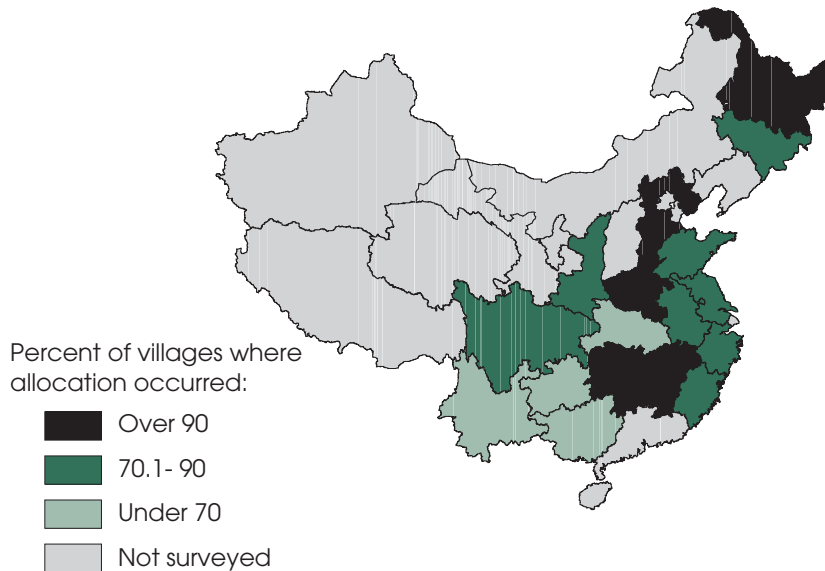 Percent of villages where
allocation occurred:
Over 90
70.1- 90
Under 70
Not surveyed